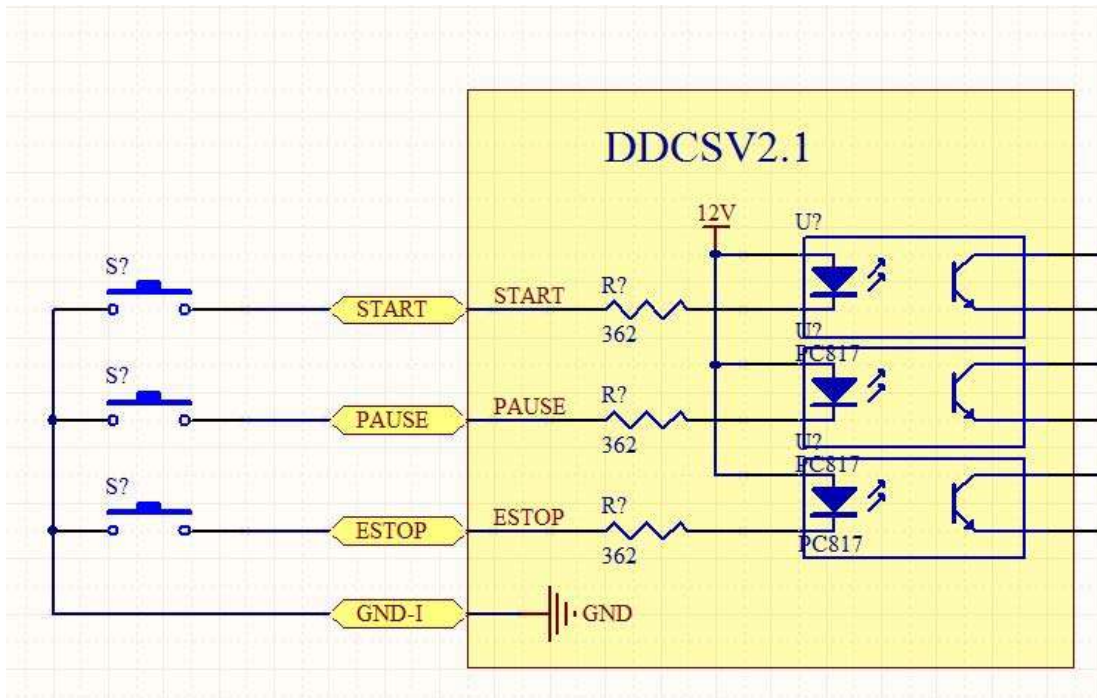 DDCSV2.1
12V
U?
S?
START
START
R?
362
U?
PC817
S?
PAUSE
PAUSE
R?
362
U?
PC817
S?
ESTOP
ESTOP
R?
362
PC817
GND-I
GND